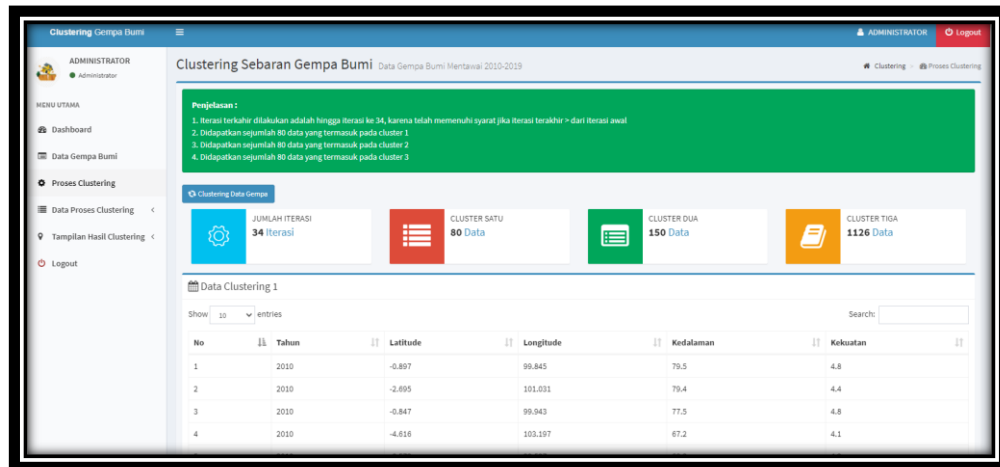 Clustering Gempa Bumi
ADMINISTRATOR
Logout
ADMINISTRATOR
Administrator
MENU UTAMA
Dashboard
Data Gempa Bumi
Proses Clustering
Data Proses Clustering
Tampilan Hasil Clustering
Logout
Clustering Sebaran Gempa Bumi Data Gempa Bumi Mentawai 2010-2019
Clustering > Proses Clustering
Penjelasan :
1. Iterasi terkahir dilakukan adalah hingga iterasi ke 34, karena telah memenuhi syarat jika iterasi terakhir > dari iterasi awal
2. Didapatkan sejumlah 80 data yang termasuk pada cluster 1
3. Didapatkan sejumlah 80 data yang termasuk pada cluster 2
4. Didapatkan sejumlah 80 data yang termasuk pada cluster 3
Clustering Data Gempa
JUMLAH ITERASI
34 Iterasi
CLUSTER SATU
80 Data
CLUSTER DUA
150 Data
CLUSTER TIGA
1126 Data
Data Clustering 1
Show 10 entries
Search:
No Tahun Latitude Longitude Kedalaman Kekuatan
1 2010 -0.897 99.845 79.5 4.8
2 2010 -2.695 101.031 79.4 4.4
3 2010 -0.847 99.943 77.5 4.8
4 2010 -4.616 103.197 67.2 4.1